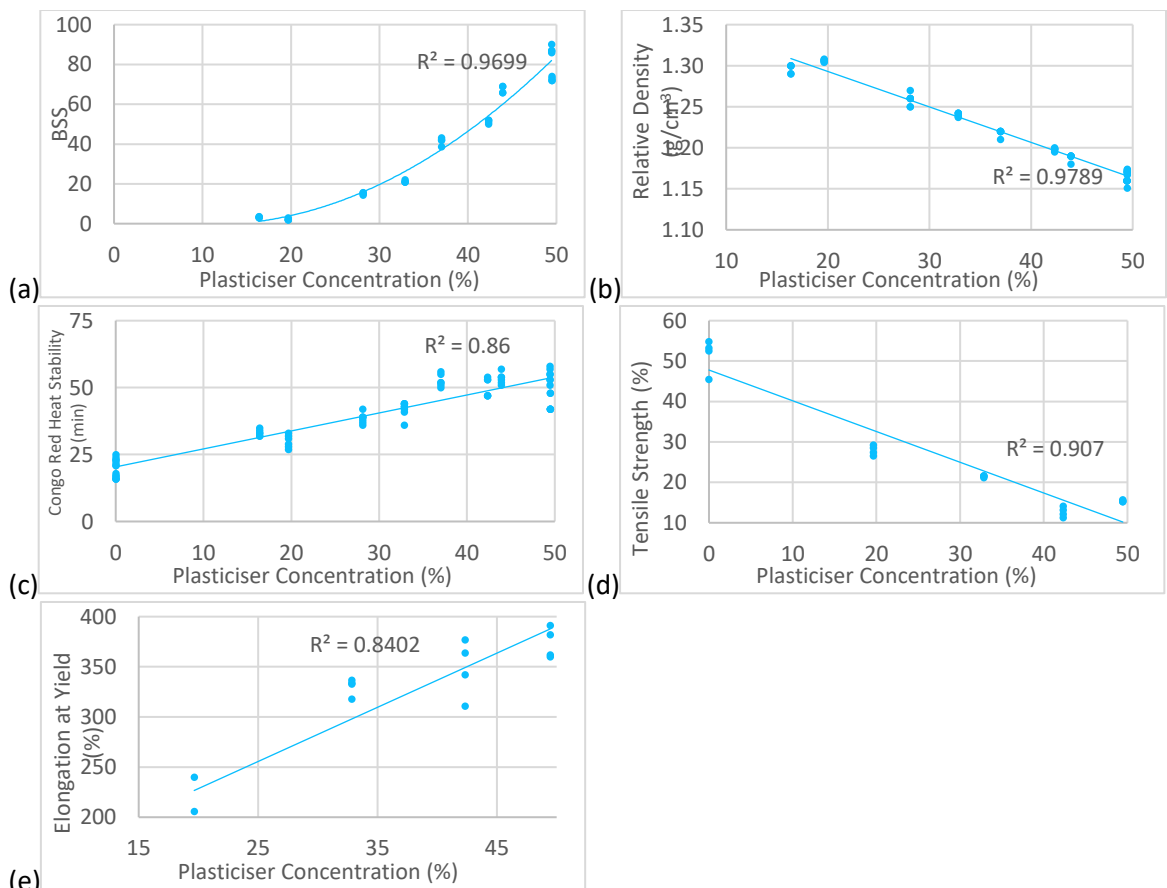 100
80
60
40
20
0
BSS
R² = 0.9699
0 10 20 30 40 50
Plasticiser Concentration (%)
(a)
1.35
1.30
1.25
1.20
1.15
1.10
Relative Density
(g/cm³)
R² = 0.9789
10 20 30 40 50
Plasticiser Concentration (%)
(b)
75
50
25
0
Congo Red Heat Stability
(min)
R² = 0.86
0 10 20 30 40 50
Plasticiser Concentration (%)
(c)
60
50
40
30
20
10
Tensile Strength (%)
R² = 0.907
0 10 20 30 40 50
Plasticiser Concentration (%)
(d)
400
350
300
250
200
Elongation at Yield
(%)
R² = 0.8402
15 25 35 45
Plasticiser Concentration (%)
(e)